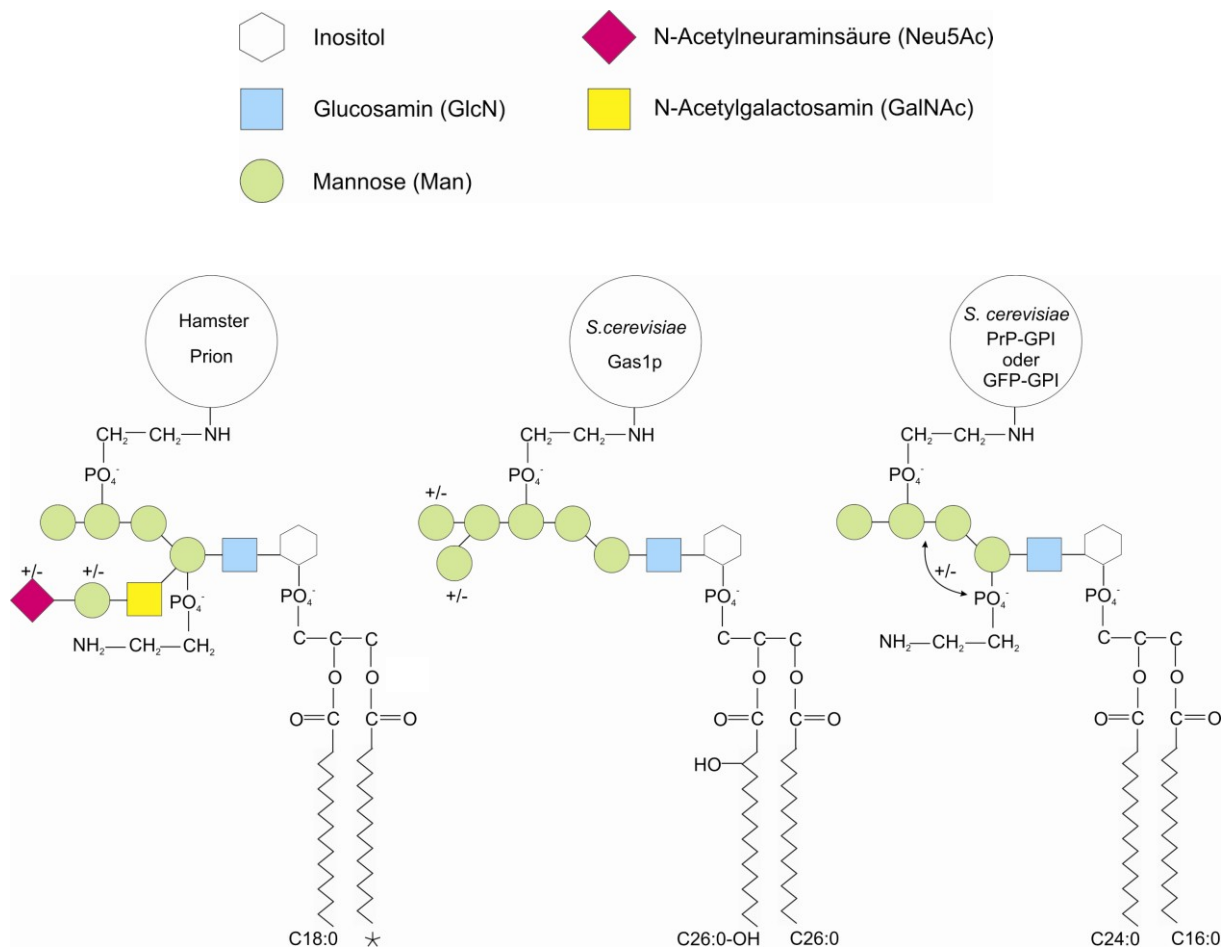 Inositol
N-Acetylneuraminsäure (Neu5Ac)
Glucosamin (GlcN)
N-Acetylgalactosamin (GalNAc)
Mannose (Man)
Hamster
Prion
CH₂—CH₂—NH
PO₄⁻
+/-
+/-
PO₄⁻
PO₄⁻
NH₂—CH₂—CH₂
C C C
O O
O=C C=O
C18:0 *
S.cerevisiae
Gas1p
CH₂—CH₂—NH
PO₄⁻
+/-
+/-
PO₄⁻
C C C
O O
O=C C=O
HO
C26:0-OH C26:0
S. cerevisiae
PrP-GPI
oder
GFP-GPI
CH₂—CH₂—NH
PO₄⁻
+/-
PO₄⁻
PO₄⁻
NH₂—CH₂—CH₂
C C C
O O
O=C C=O
C24:0 C16:0